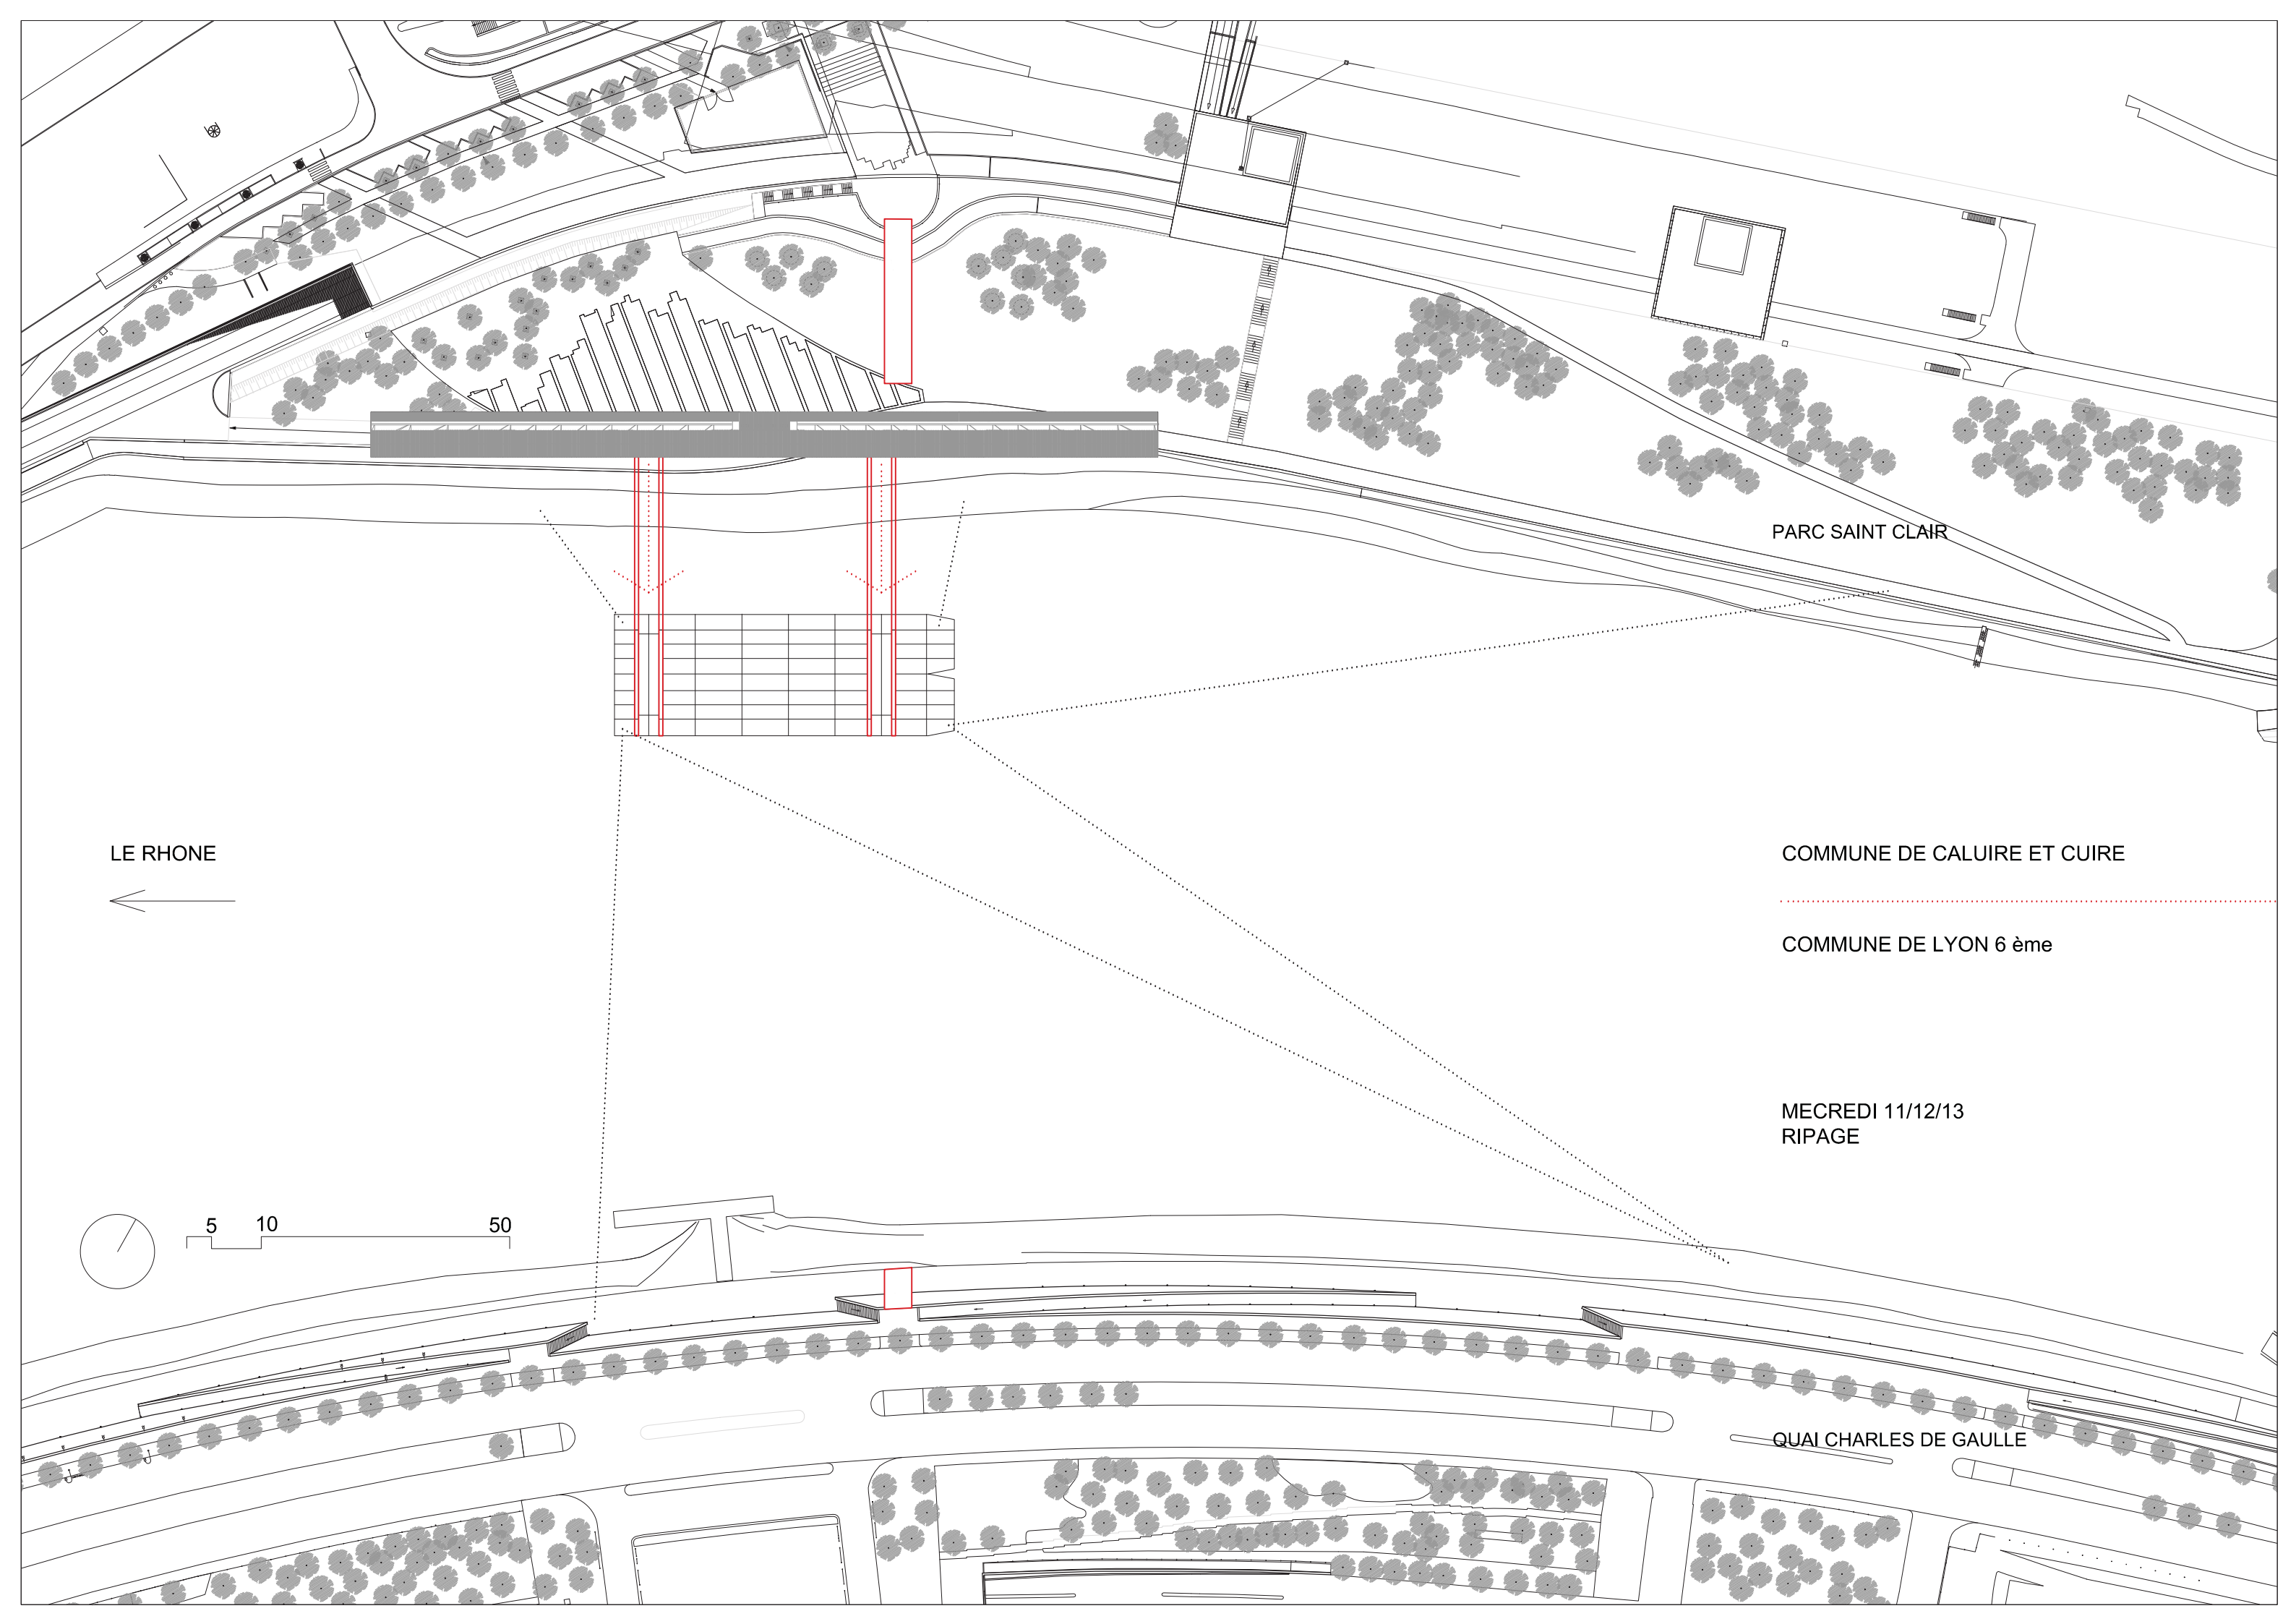 PARC SAINT CLAIR
LE RHONE
COMMUNE DE CALUIRE ET CUIRE
COMMUNE DE LYON 6 ème
MECREDI 11/12/13
RIPAGE
5 10 50
QUAI CHARLES DE GAULLE